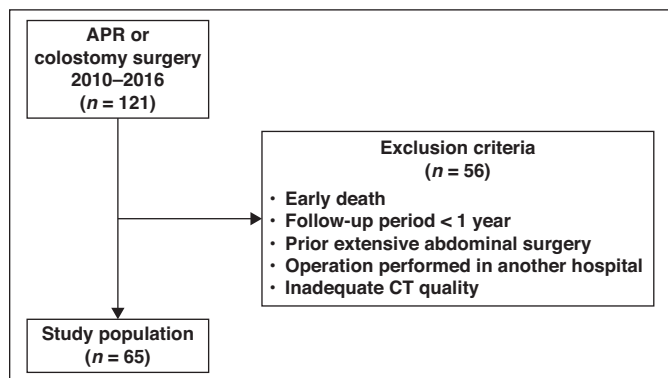 APR or
colostomy surgery
2010–2016
(n = 121)
Exclusion criteria
(n = 56)
· Early death
· Follow-up period < 1 year
· Prior extensive abdominal surgery
· Operation performed in another hospital
· Inadequate CT quality
Study population
(n = 65)